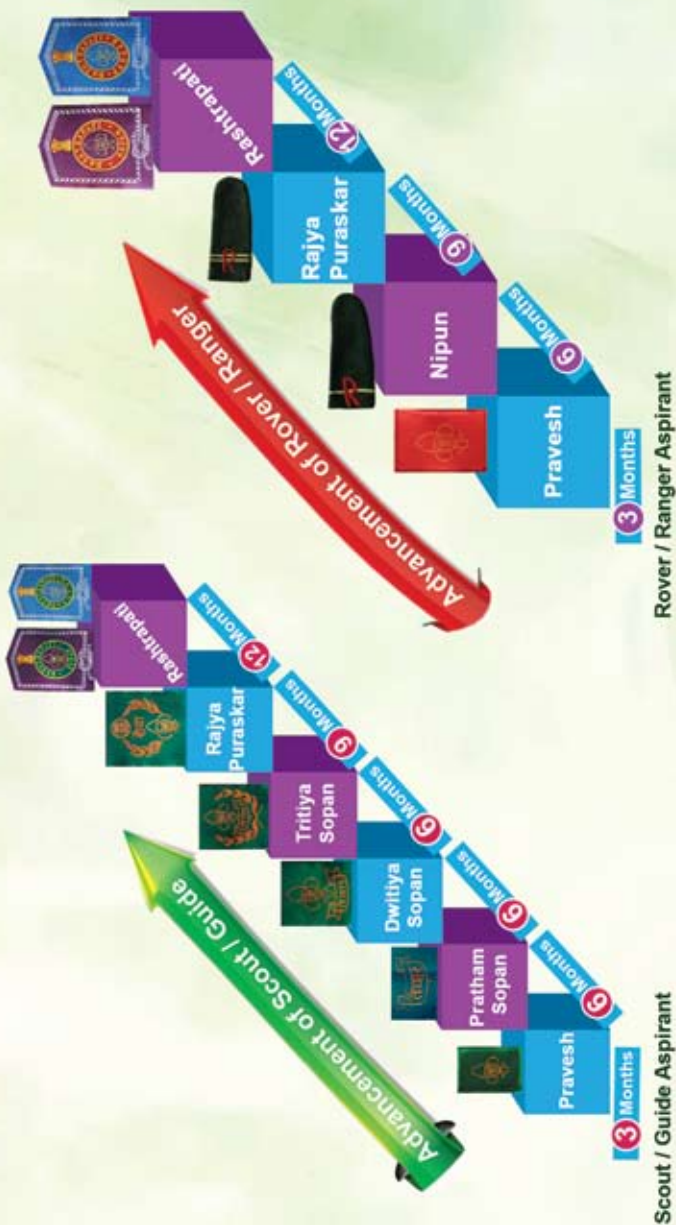 Advancement of Scout / Guide
Rashtrapati
12 Months
Rajya
Puraskar
9 Months
Tritiya
Sopan
6 Months
Dwitiya
Sopan
6 Months
Pratham
Sopan
6 Months
Pravesh
3 Months
Scout / Guide Aspirant
Advancement of Rover / Ranger
Rashtrapati
12 Months
Rajya
Puraskar
9 Months
Nipun
6 Months
Pravesh
3 Months
Rover / Ranger Aspirant